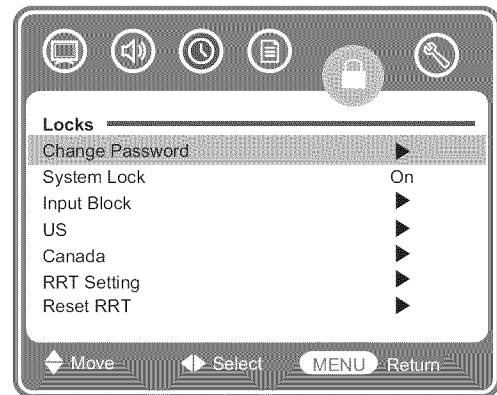 Locks
Change Password
System Lock On
Input Block
US
Canada
RRT Setting
Reset RRT
Move Select MENU Return